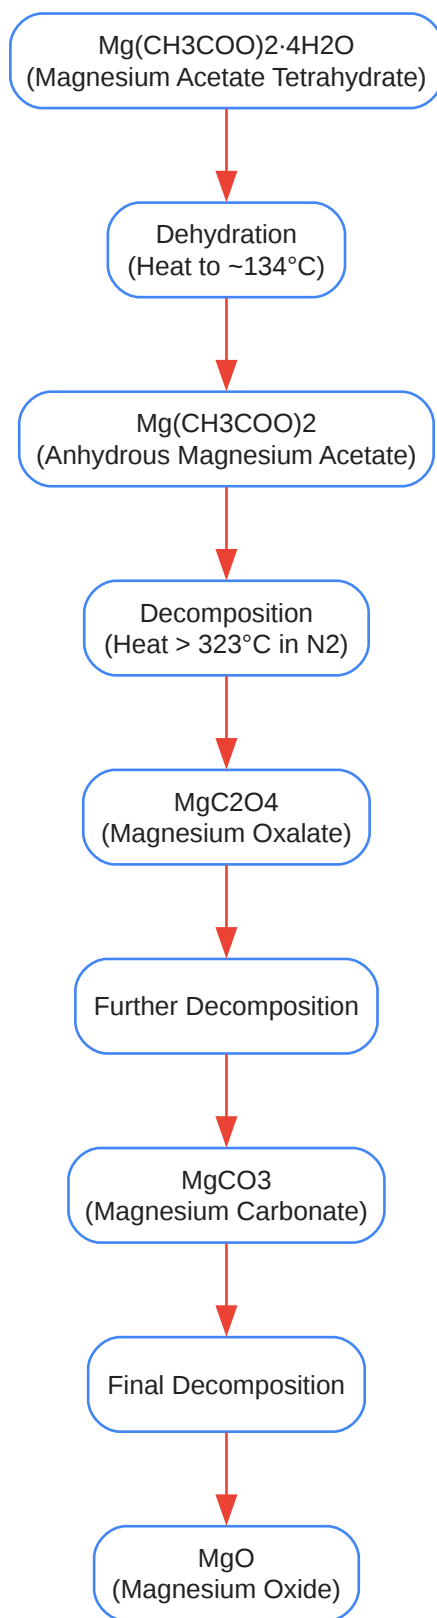 Mg(CH3COO)2·4H2O
(Magnesium Acetate Tetrahydrate)
Dehydration
(Heat to ~134°C)
Mg(CH3COO)2
(Anhydrous Magnesium Acetate)
Decomposition
(Heat > 323°C in N2)
MgC2O4
(Magnesium Oxalate)
Further Decomposition
MgCO3
(Magnesium Carbonate)
Final Decomposition
MgO
(Magnesium Oxide)